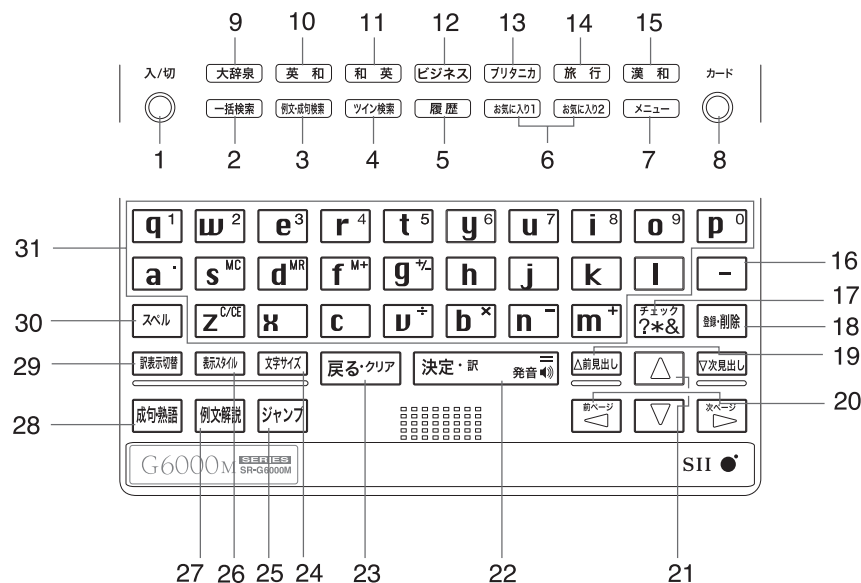 9 10 11 12 13 14 15
入/切 大辞泉 英和 和英 ビジネス ブリタニカ 旅行 漢和 カード
一括検索 例文・成句検索 ツイン検索 履歴 お気に入り1 お気に入り2 メニュー
1 2 3 4 5 6 7 8
31
q 1 w 2 e 3 r 4 t 5 y 6 u 7 i 8 o 9 p 0
a . s MC d MR f M+ g +/- h j k l - 16
17
30 スペル z C/CE x c v ÷ b × n - m + チェック ?*& 登録・削除 18
29 訳表示切替 表示スタイル 文字サイズ 戻る・クリア 決定・訳 発音 △前見出し △ ▽次見出し 19
28 成句・熟語 例文解説 ジャンプ 前ページ ◁ ▽ 次ページ ▷ 20
G6000M SERIES SR-G6000M SII
27 26 25 24 23 22 21